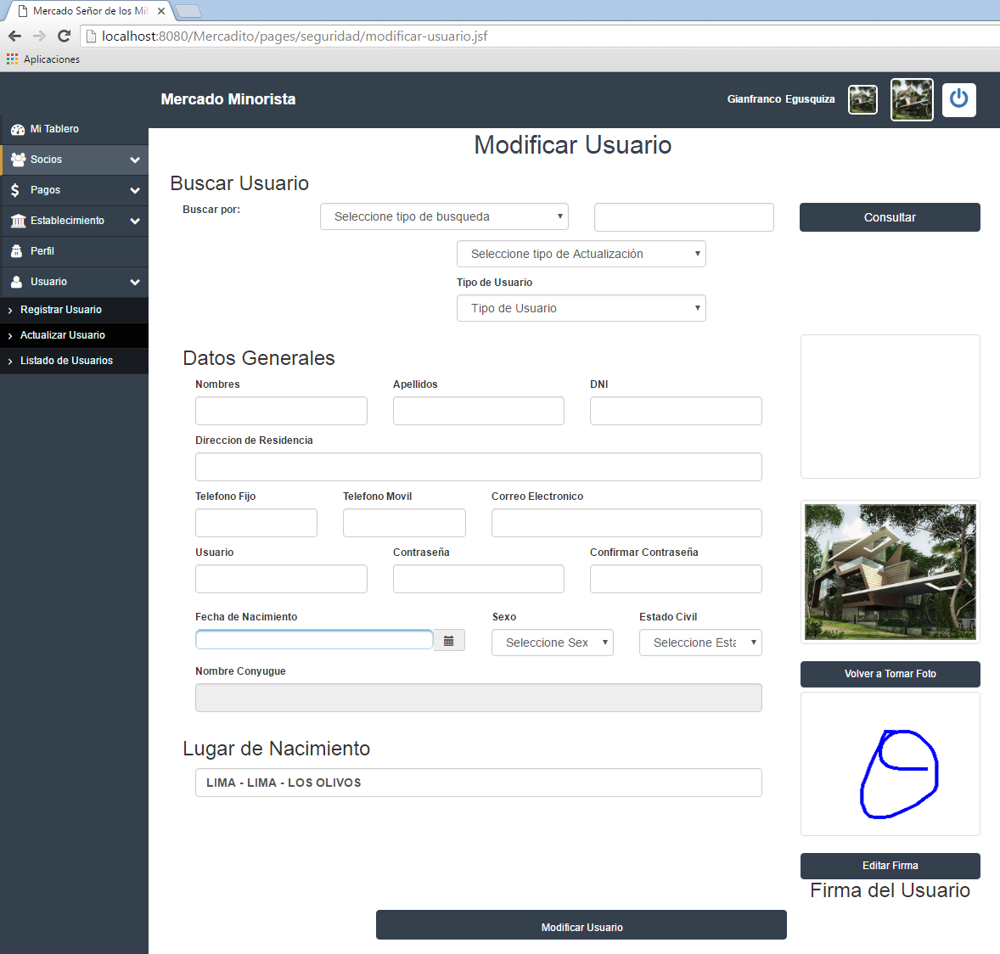 Mercado Señor de los Mil
localhost:8080/Mercadito/pages/seguridad/modificar-usuario.jsf
Aplicaciones
Mercado Minorista
Gianfranco Egusquiza
Mi Tablero
Socios
Pagos
Establecimiento
Perfil
Usuario
Registrar Usuario
Actualizar Usuario
Listado de Usuarios
Modificar Usuario
Buscar Usuario
Buscar por:
Seleccione tipo de busqueda
Consultar
Seleccione tipo de Actualización
Tipo de Usuario
Tipo de Usuario
Datos Generales
Nombres Apellidos DNI
Direccion de Residencia
Telefono Fijo Telefono Movil Correo Electronico
Usuario Contraseña Confirmar Contraseña
Fecha de Nacimiento Sexo Estado Civil
Seleccione Sex Seleccione Esta
Nombre Conyugue
Lugar de Nacimiento
LIMA - LIMA - LOS OLIVOS
Volver a Tomar Foto
Editar Firma
Firma del Usuario
Modificar Usuario